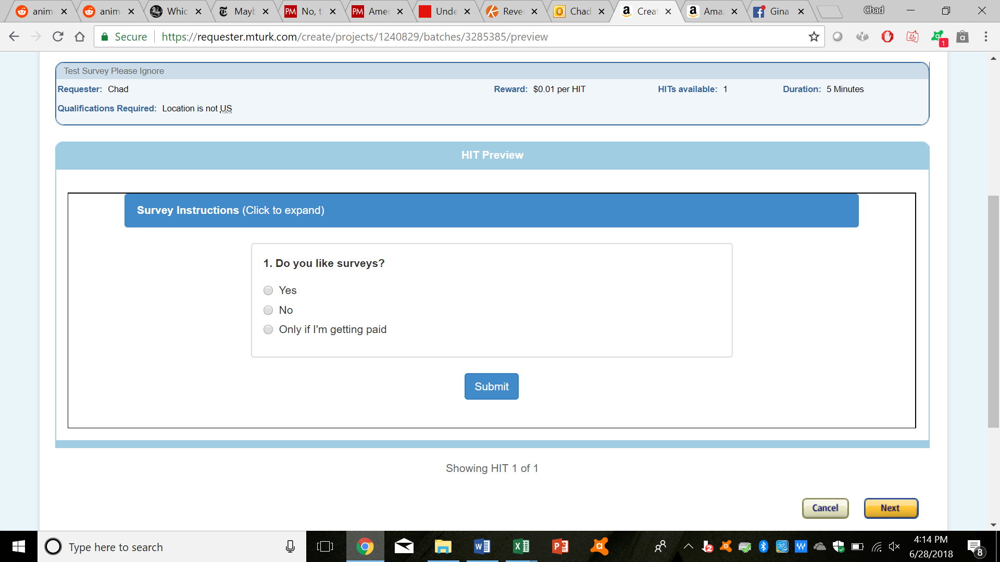 anim
anim
Whic
Mayb
No, t
Amer
Unde
Reve
Chad
Creat
Ama
Gina
Chad
Secure
https://requester.mturk.com/create/projects/1240829/batches/3285385/preview
1
Test Survey Please Ignore
Requester: Chad Reward: $0.01 per HIT HITs available: 1 Duration: 5 Minutes
Qualifications Required: Location is not US
HIT Preview
Survey Instructions (Click to expand)
1. Do you like surveys?
Yes
No
Only if I'm getting paid
Submit
Showing HIT 1 of 1
Cancel
Next
Type here to search
2
4:14 PM
6/28/2018
8